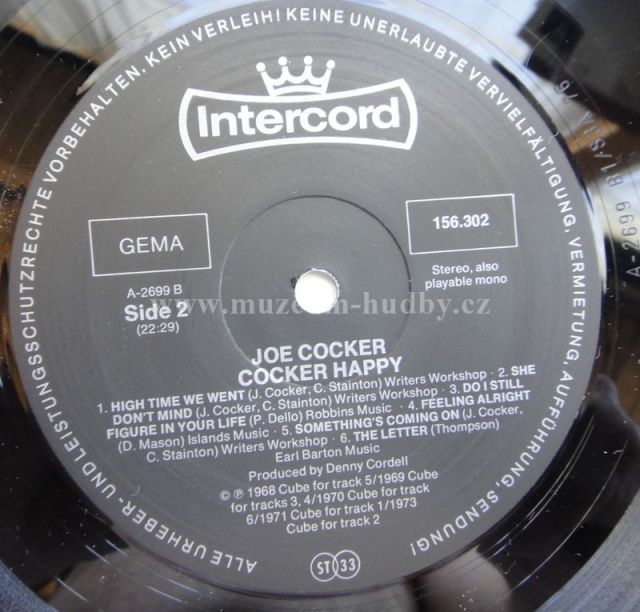 ALLE URHEBER- UND LEISTUNGSSCHUTZRECHTE VORBEHALTEN. KEIN VERLEIH! KEINE UNERLAUBTE VERVIELFÄLTIGUNG, VERMIETUNG AUFFÜHRUNG, SENDUNG!
Intercord
GEMA
156.302
A-2699 B
Side 2
(22:29)
Stereo, also
playable mono
www.muzeum-hudby.cz
JOE COCKER
COCKER HAPPY
1. HIGH TIME WE WENT (J. Cocker, C. Stainton) Writers Workshop · 2. SHE
DON'T MIND (J. Cocker, C. Stainton) Writers Workshop · 3. DO I STILL
FIGURE IN YOUR LIFE (P. Dello) Robbins Music · 4. FEELING ALRIGHT
(D. Mason) Islands Music · 5. SOMETHING'S COMING ON (J. Cocker,
C. Stainton) Writers Workshop · 6. THE LETTER (Thompson)
Earl Barton Music
Produced by Denny Cordell
© ℗ 1968 Cube for track 5/1969 Cube
for tracks 3, 4/1970 Cube for track
6/1971 Cube for track 1/1973
Cube for track 2
ST 33
A-2699 B1/S